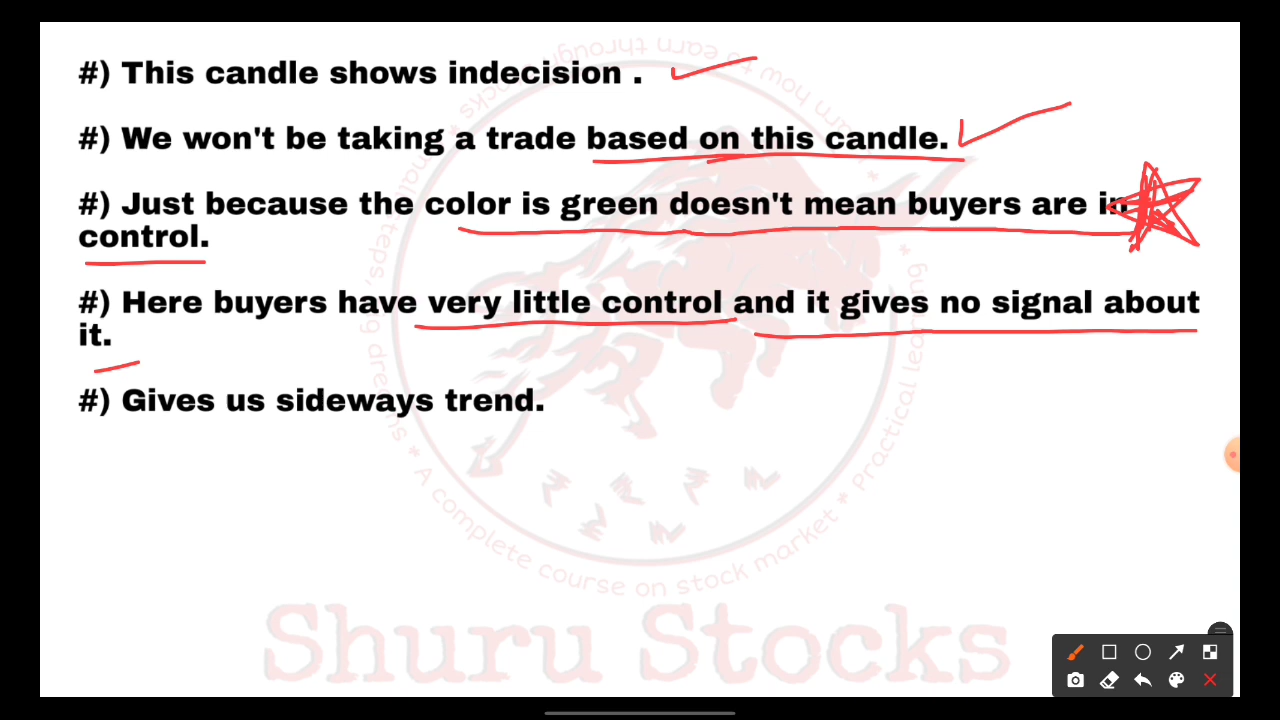 #) This candle shows indecision .
#) We won't be taking a trade based on this candle.
#) Just because the color is green doesn't mean buyers are in
control.
#) Here buyers have very little control and it gives no signal about
it.
#) Gives us sideways trend.
* A complete course on stock market * Practical learning *
Shuru Stocks